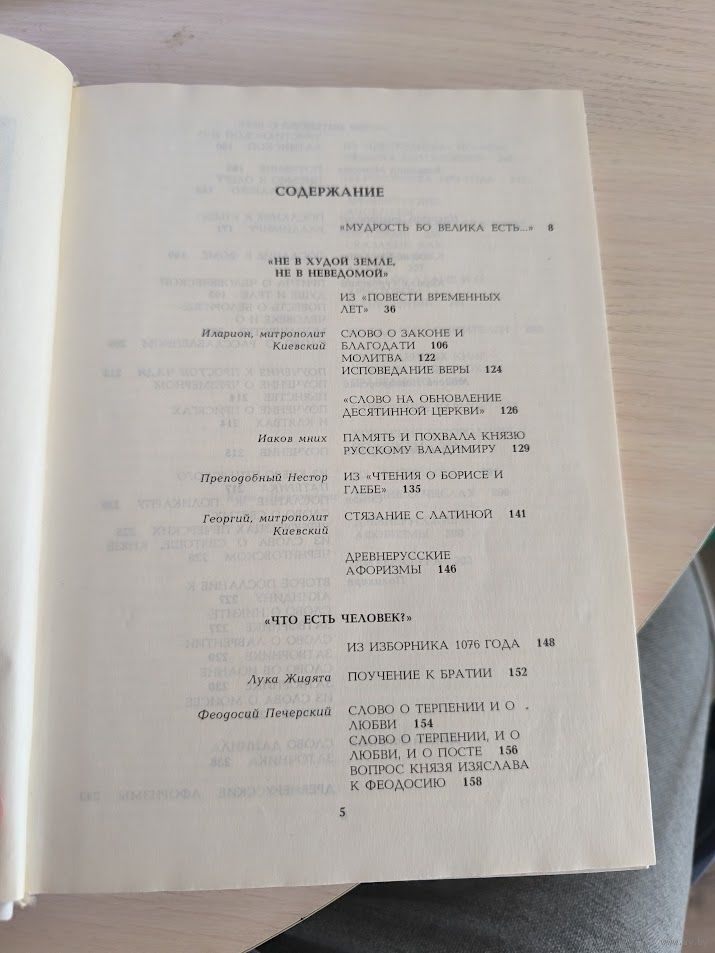 СОДЕРЖАНИЕ
«МУДРОСТЬ БО ВЕЛИКА ЕСТЬ...» 8
«НЕ В ХУДОЙ ЗЕМЛЕ,
НЕ В НЕВЕДОМОЙ»
ИЗ «ПОВЕСТИ ВРЕМЕННЫХ
ЛЕТ» 36
Иларион, митрополит СЛОВО О ЗАКОНЕ И
Киевский БЛАГОДАТИ 106
МОЛИТВА 122
ИСПОВЕДАНИЕ ВЕРЫ 124
«СЛОВО НА ОБНОВЛЕНИЕ
ДЕСЯТИННОЙ ЦЕРКВИ» 126
Иаков мних ПАМЯТЬ И ПОХВАЛА КНЯЗЮ
РУССКОМУ ВЛАДИМИРУ 129
Преподобный Нестор ИЗ «ЧТЕНИЯ О БОРИСЕ И
ГЛЕБЕ» 135
Георгий, митрополит СТЯЗАНИЕ С ЛАТИНОЙ 141
Киевский
ДРЕВНЕРУССКИЕ
АФОРИЗМЫ 146
«ЧТО ЕСТЬ ЧЕЛОВЕК?»
ИЗ ИЗБОРНИКА 1076 ГОДА 148
Лука Жидята ПОУЧЕНИЕ К БРАТИИ 152
Феодосий Печерский СЛОВО О ТЕРПЕНИИ И О
ЛЮБВИ 154
СЛОВО О ТЕРПЕНИИ, И О
ЛЮБВИ, И О ПОСТЕ 156
ВОПРОС КНЯЗЯ ИЗЯСЛАВА
К ФЕОДОСИЮ 158
5